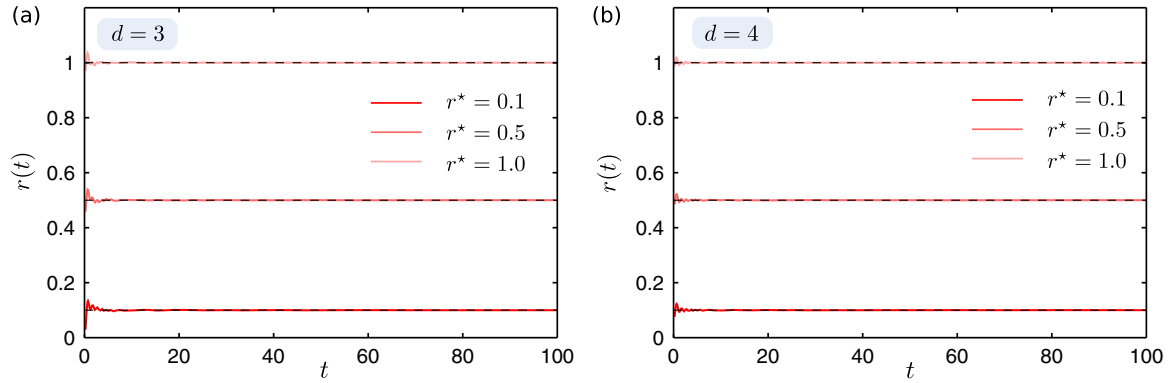 (a)
d = 3
r(t)
1
0.8
0.6
0.4
0.2
0
r⋆ = 0.1
r⋆ = 0.5
r⋆ = 1.0
0 20 40 60 80 100
t
(b)
d = 4
r(t)
1
0.8
0.6
0.4
0.2
0
r⋆ = 0.1
r⋆ = 0.5
r⋆ = 1.0
0 20 40 60 80 100
t